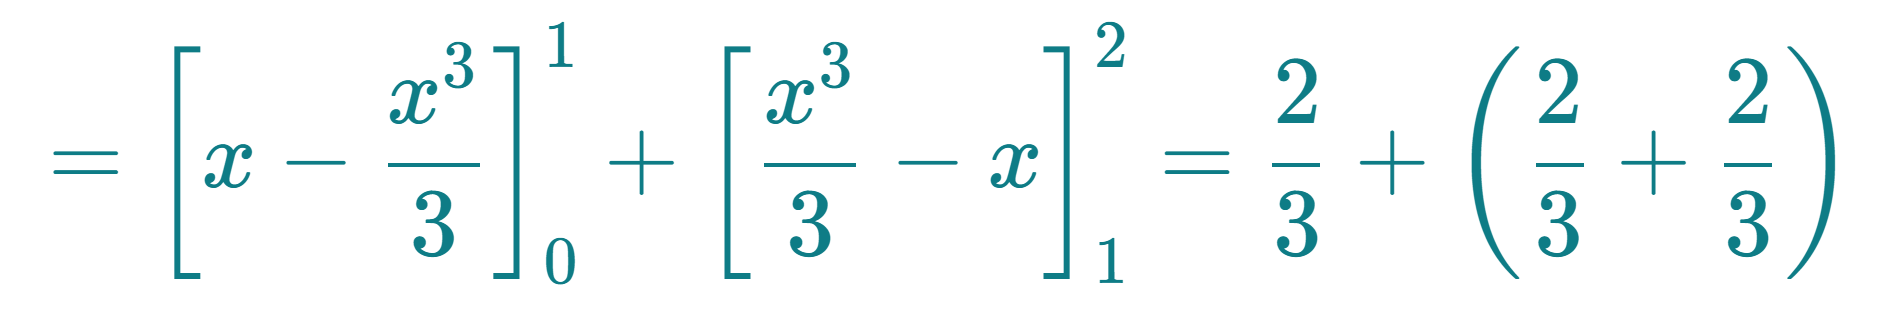 = [x − x³/3]₀¹ + [x³/3 − x]₁² = 2/3 + (2/3 + 2/3)